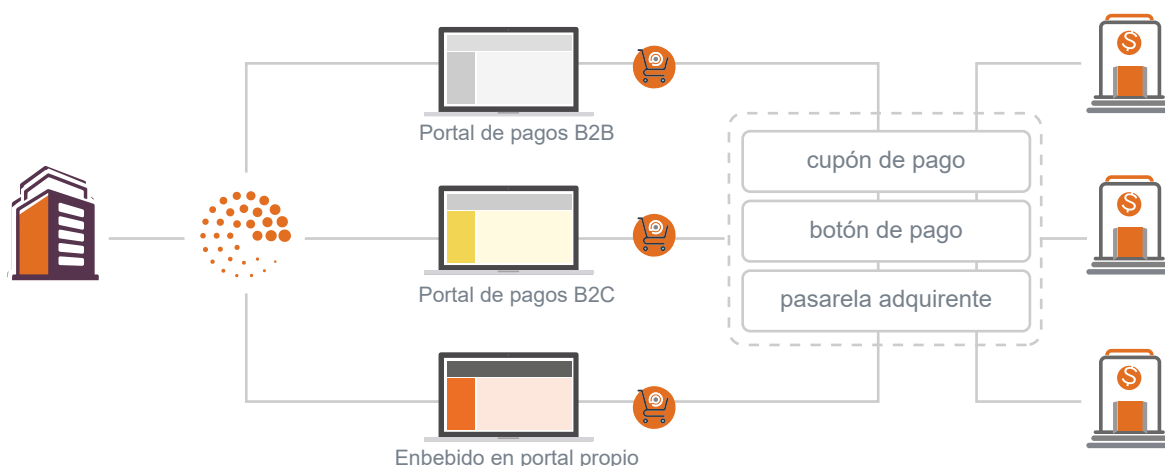 Portal de pagos B2B
cupón de pago
botón de pago
Portal de pagos B2C
pasarela adquirente
Enbebido en portal propio